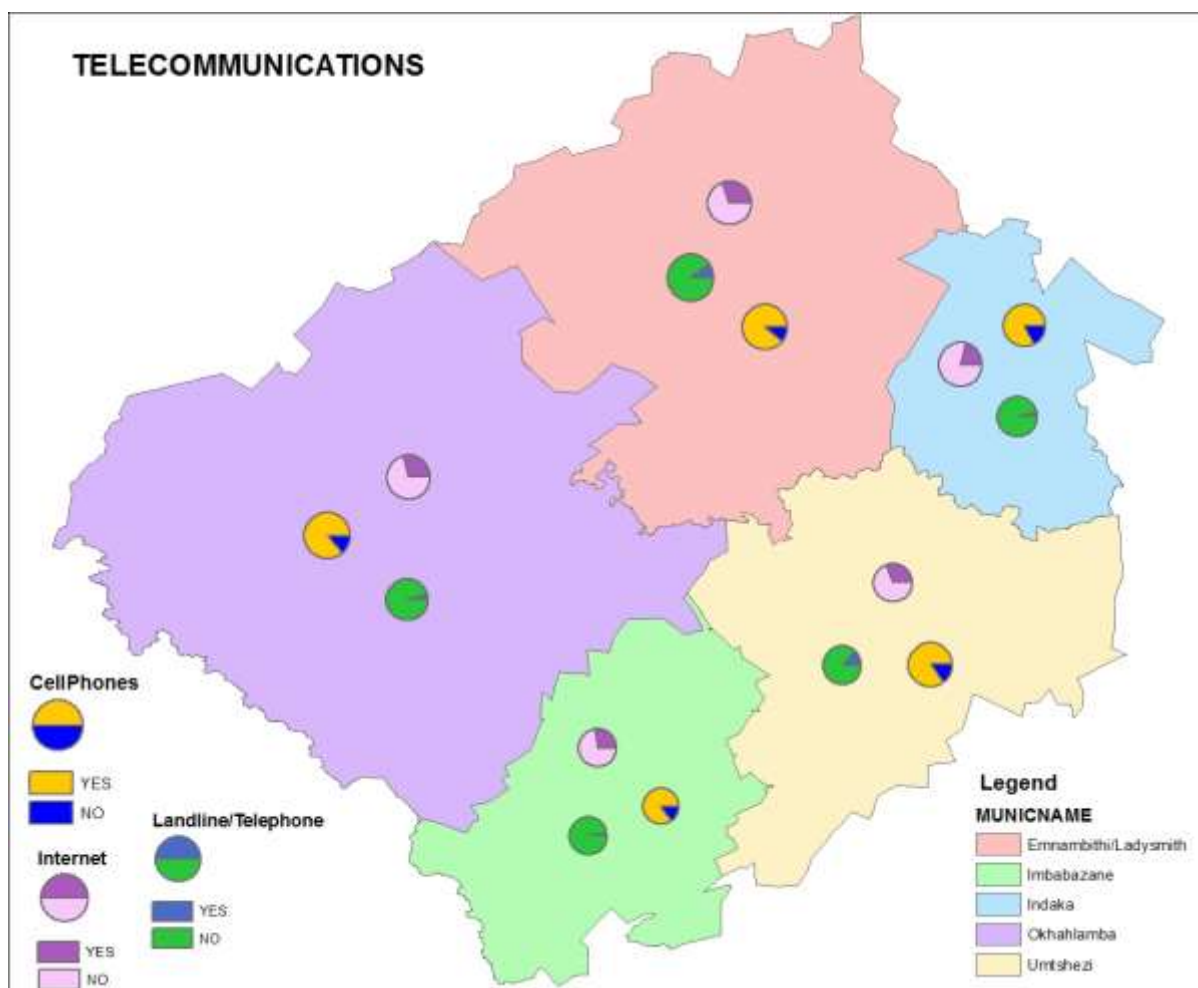 TELECOMMUNICATIONS
CellPhones
YES
NO
Internet
YES
NO
Landline/Telephone
YES
NO
Legend
MUNICNAME
Emnambithi/Ladysmith
Imbabazane
Indaka
Okhahlamba
Umtshezi